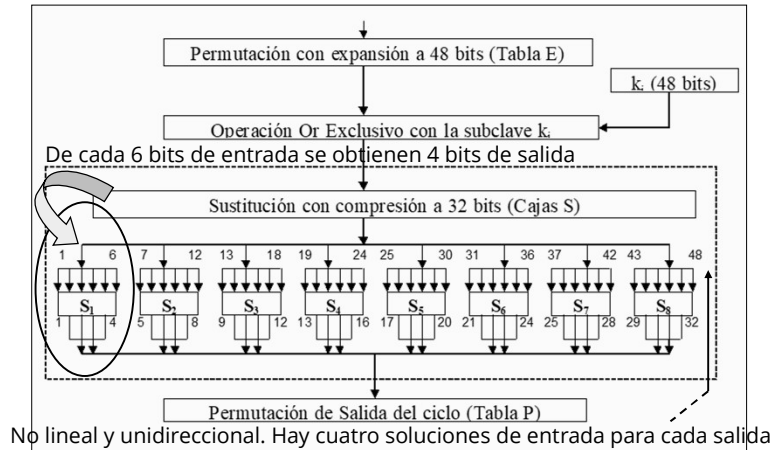 Permutación con expansión a 48 bits (Tabla E)
kᵢ (48 bits)
Operación Or Exclusivo con la subclave kᵢ
De cada 6 bits de entrada se obtienen 4 bits de salida
Sustitución con compresión a 32 bits (Cajas S)
1 6 7 12 13 18 19 24 25 30 31 36 37 42 43 48
S₁ S₂ S₃ S₄ S₅ S₆ S₇ S₈
1 4 5 8 9 12 13 16 17 20 21 24 25 28 29 32
Permutación de Salida del ciclo (Tabla P)
No lineal y unidireccional. Hay cuatro soluciones de entrada para cada salida